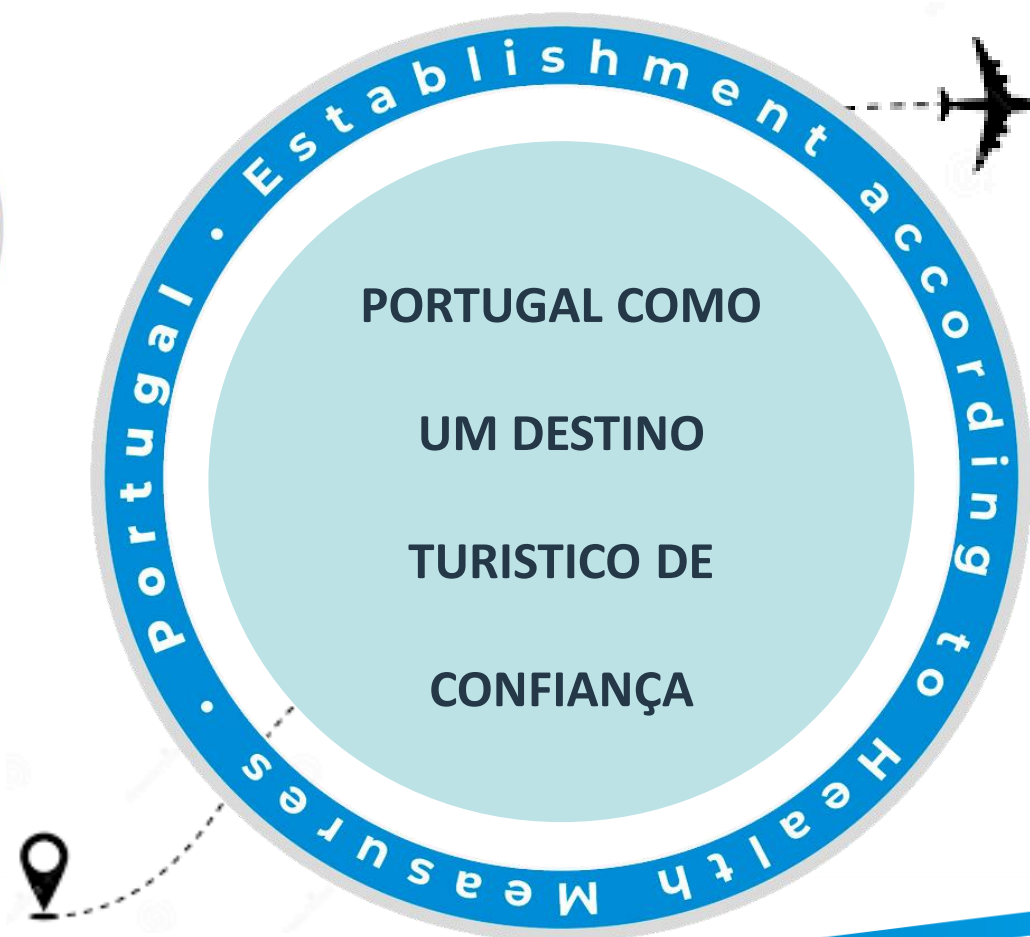 Portugal · Establishment according to Health Measures ·
PORTUGAL COMO
UM DESTINO
TURISTICO DE
CONFIANÇA